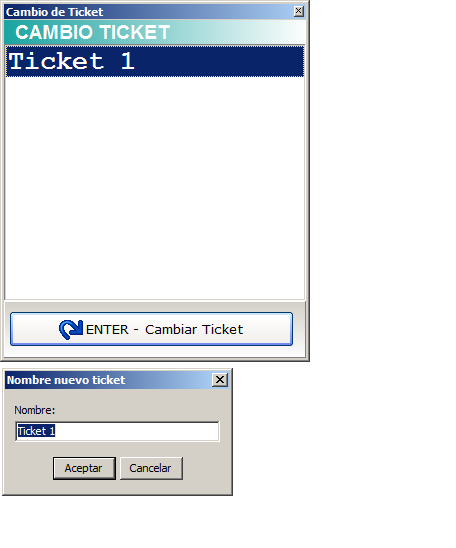 Cambio de Ticket
CAMBIO TICKET
Ticket 1
ENTER - Cambiar Ticket
Nombre nuevo ticket
Nombre:
Ticket 1
Aceptar
Cancelar